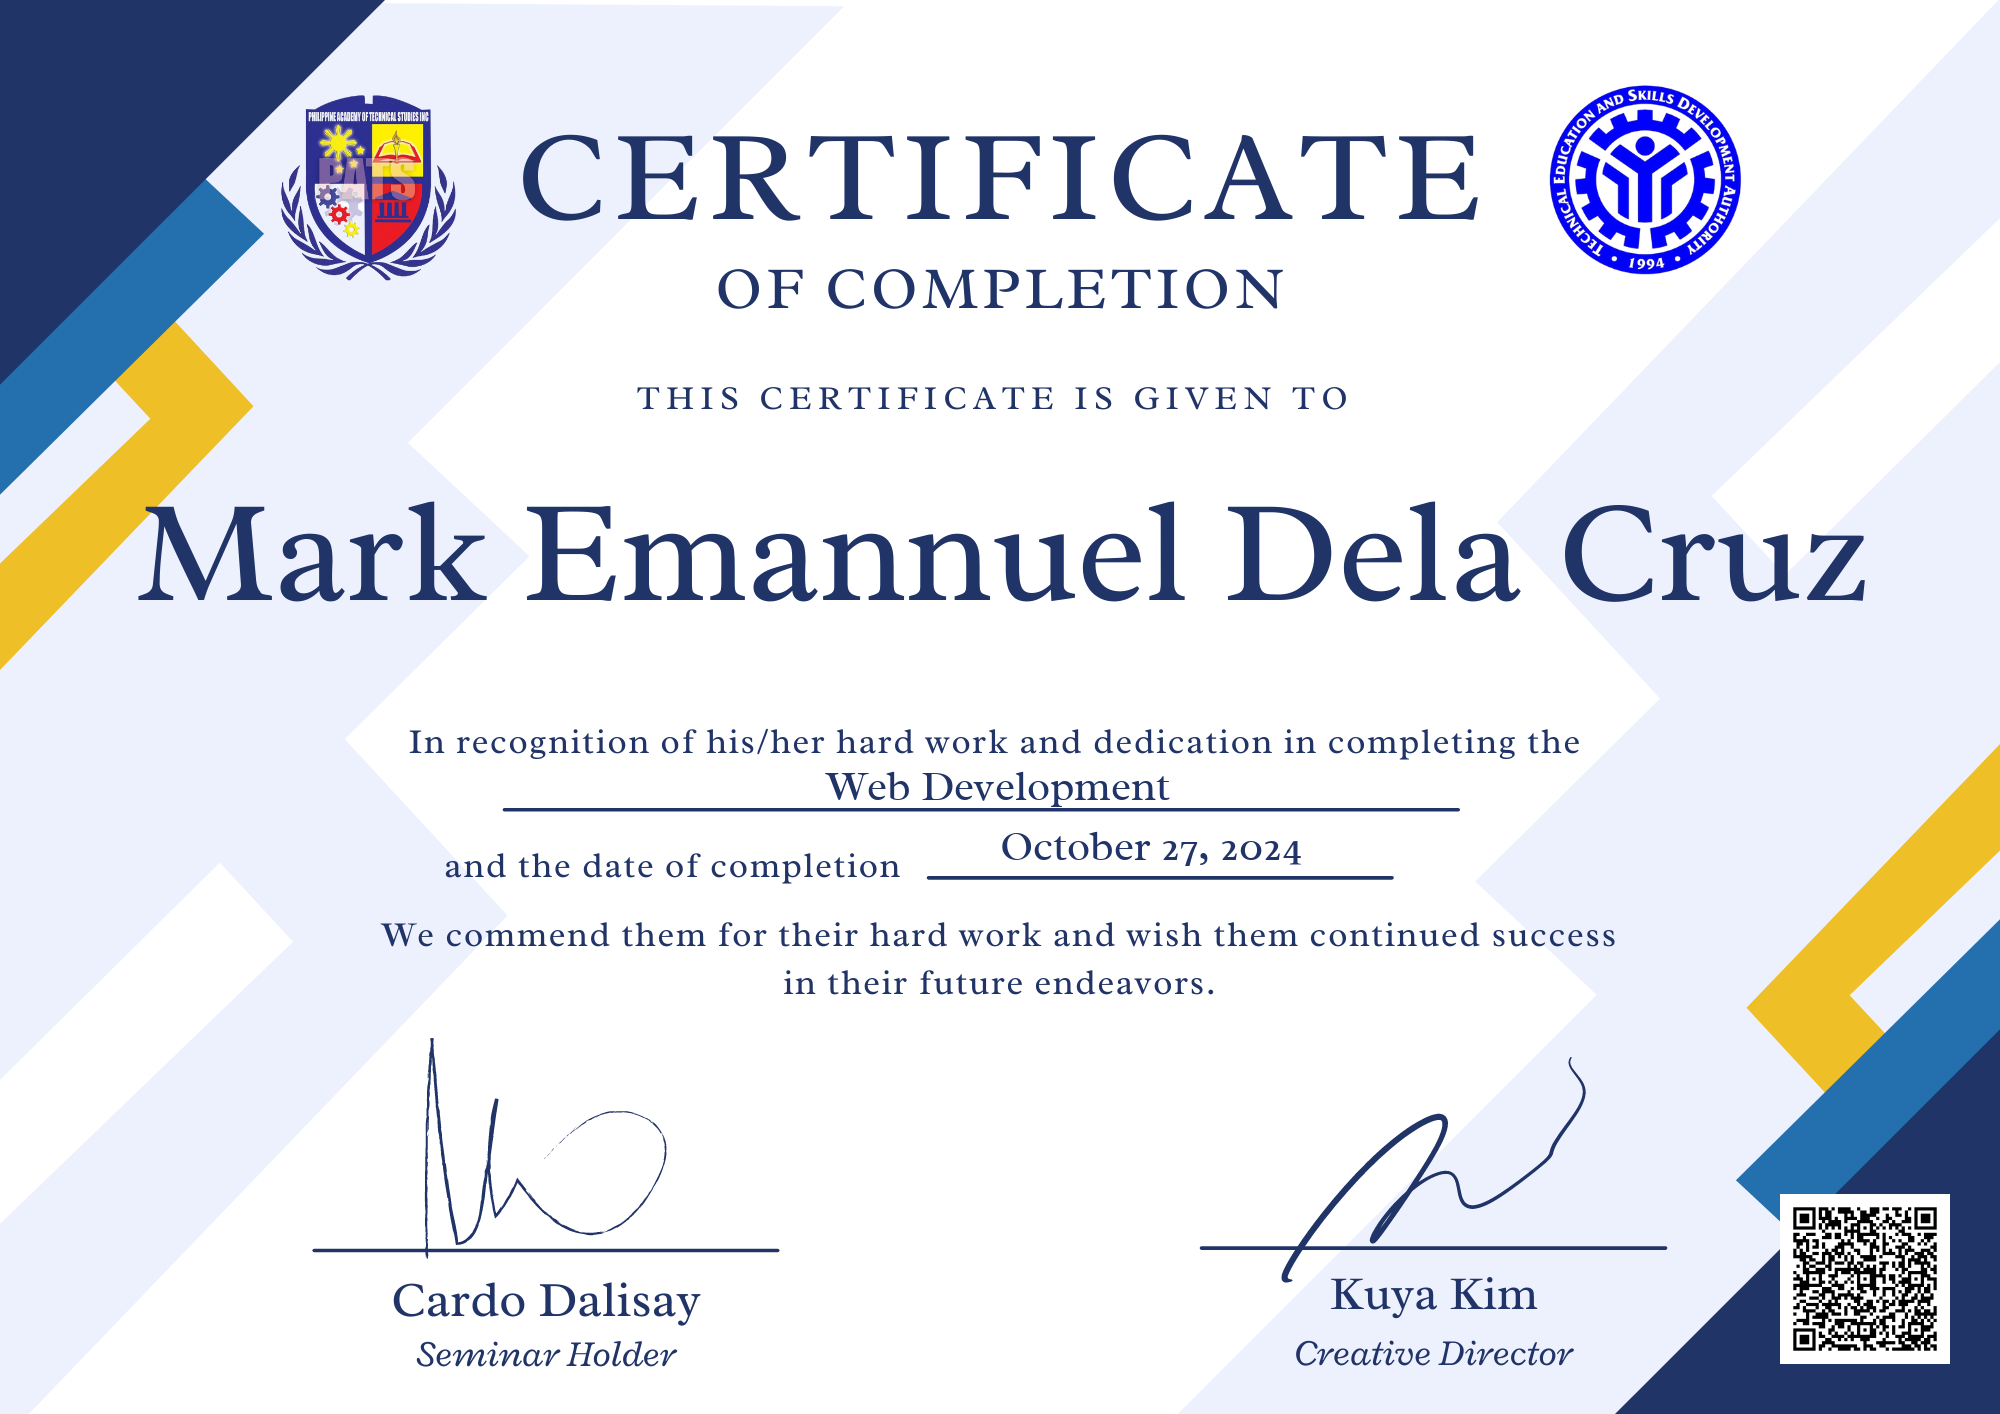 PHILIPPINE ACADEMY OF TECHNICAL STUDIES INC
PATS
CERTIFICATE
OF COMPLETION
TECHNICAL EDUCATION AND SKILLS DEVELOPMENT AUTHORITY
• 1994 •
THIS CERTIFICATE IS GIVEN TO
Mark Emannuel Dela Cruz
In recognition of his/her hard work and dedication in completing the
Web Development
and the date of completion October 27, 2024
We commend them for their hard work and wish them continued success
in their future endeavors.
Cardo Dalisay
Seminar Holder
Kuya Kim
Creative Director